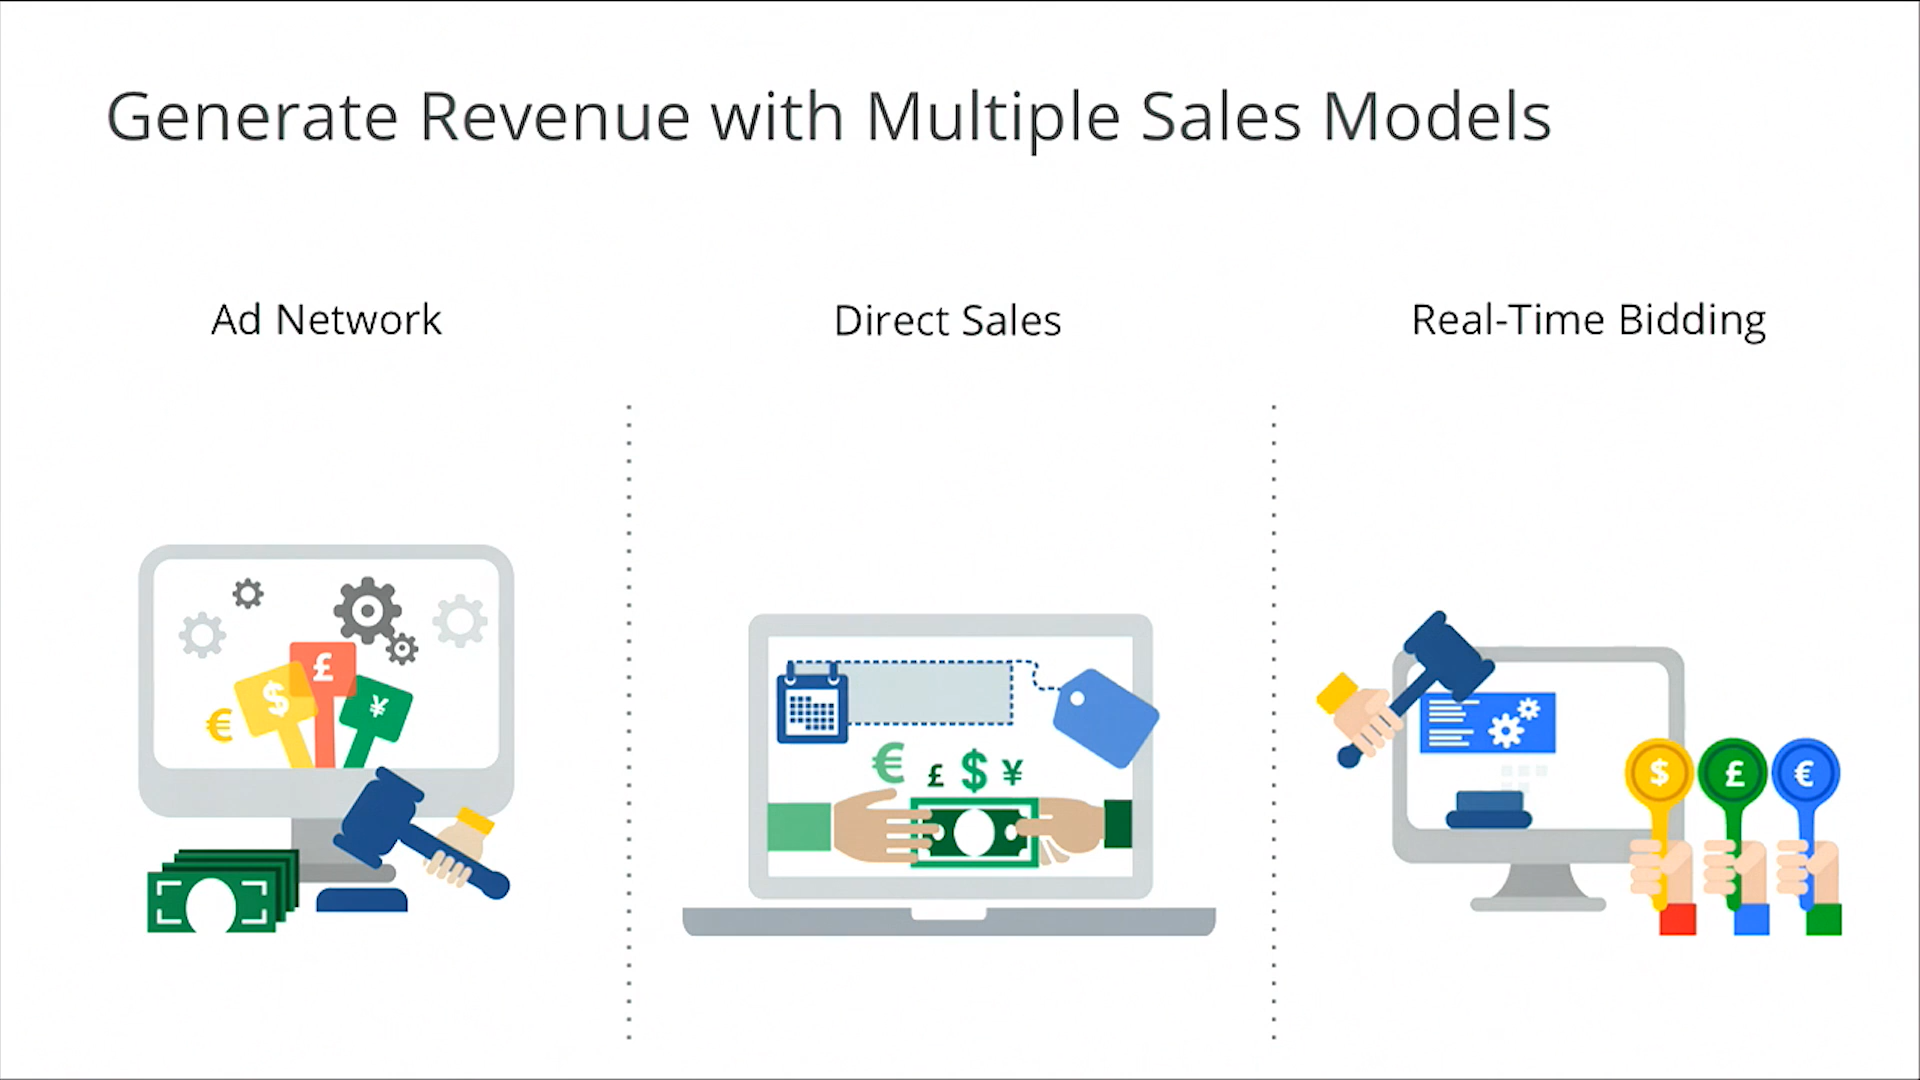 Generate Revenue with Multiple Sales Models
Ad Network
Direct Sales
Real-Time Bidding
£
$
¥
€
€ £ $ ¥
$ £ €